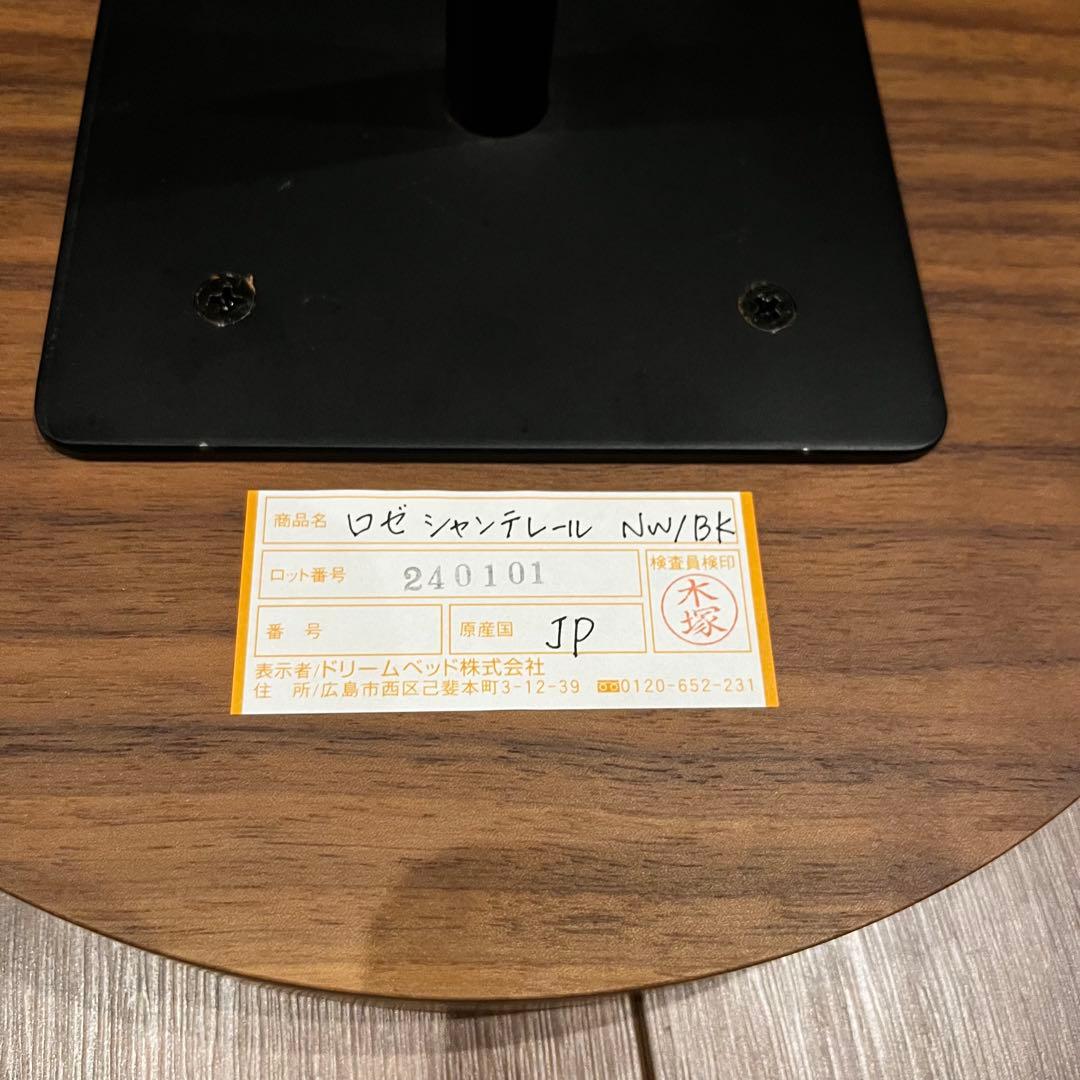 商品名 ロゼ シャンテレール NW/BK
ロット番号 240101
検査員検印
木塚
番 号
原産国 JP
表示者/ドリームベッド株式会社
住 所/広島市西区己斐本町3-12-39 0120-652-231